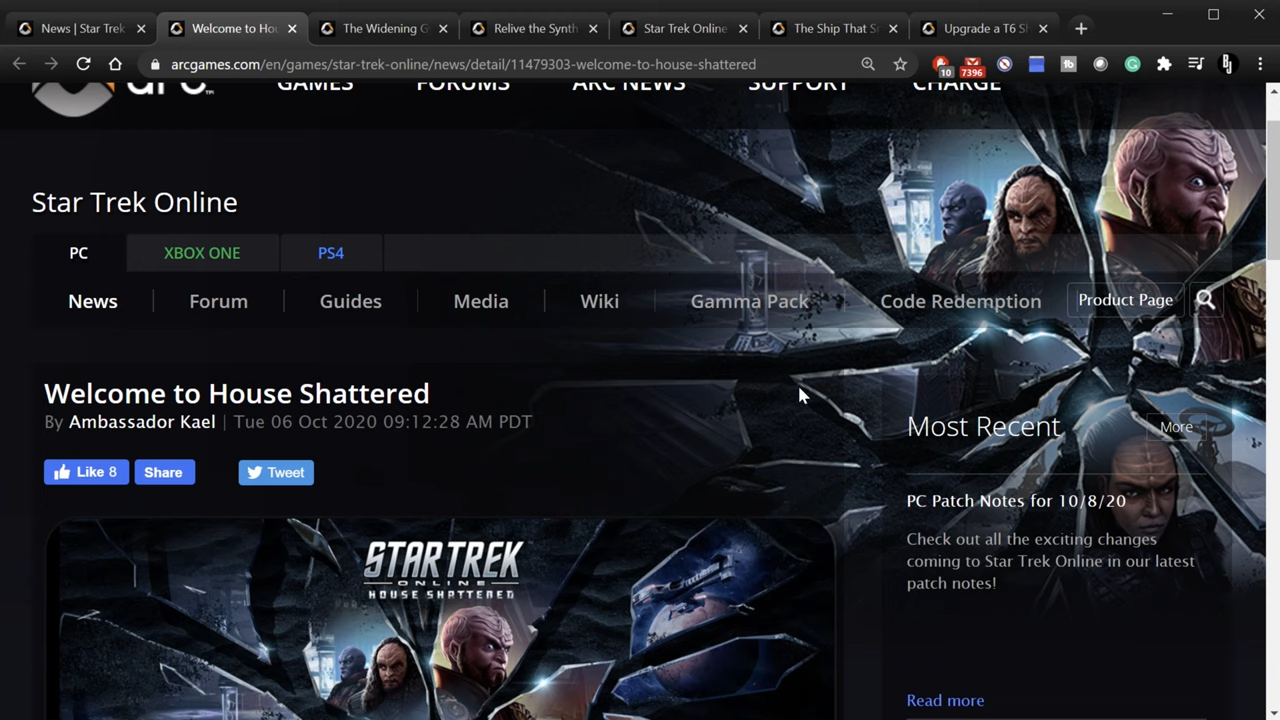 News | Star Trek
Welcome to Hou
The Widening G
Relive the Synth
Star Trek Online
The Ship That S
Upgrade a T6 Sh
arcgames.com/en/games/star-trek-online/news/detail/11479303-welcome-to-house-shattered
10
7396
tb
arc
GAMES
FORUMS
ARC NEWS
SUPPORT
CHARGE
Star Trek Online
PC
XBOX ONE
PS4
News
Forum
Guides
Media
Wiki
Gamma Pack
Code Redemption
Product Page
Welcome to House Shattered
By Ambassador Kael | Tue 06 Oct 2020 09:12:28 AM PDT
Like 8
Share
Tweet
STAR TREK
ONLINE
HOUSE SHATTERED
Most Recent
More
PC Patch Notes for 10/8/20
Check out all the exciting changes
coming to Star Trek Online in our latest
patch notes!
Read more